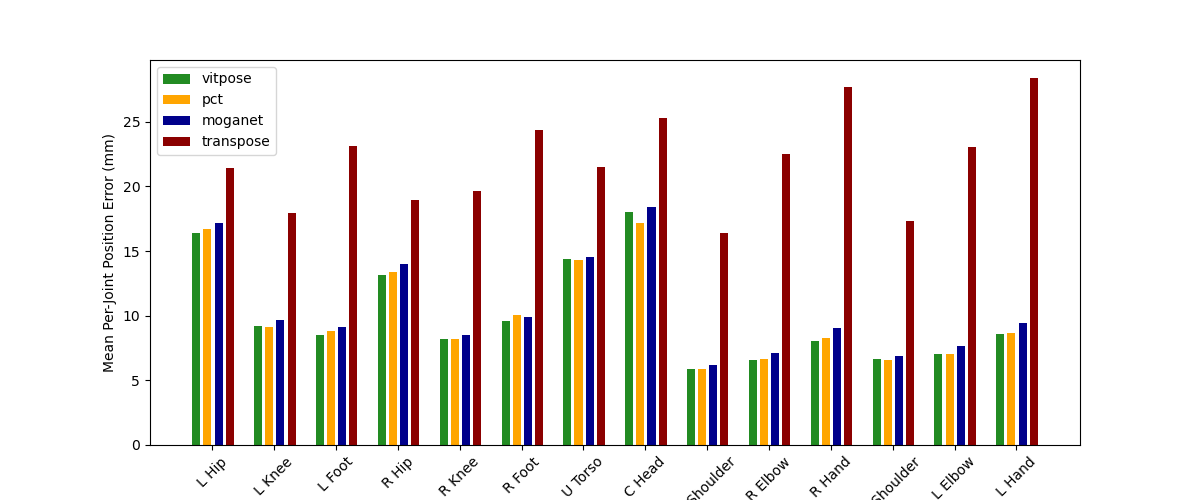 vitpose
pct
moganet
transpose
Mean Per-Joint Position Error (mm)
25
20
15
10
5
0
L Hip
L Knee
L Foot
R Hip
R Knee
R Foot
U Torso
C Head
Shoulder
R Elbow
R Hand
Shoulder
L Elbow
L Hand